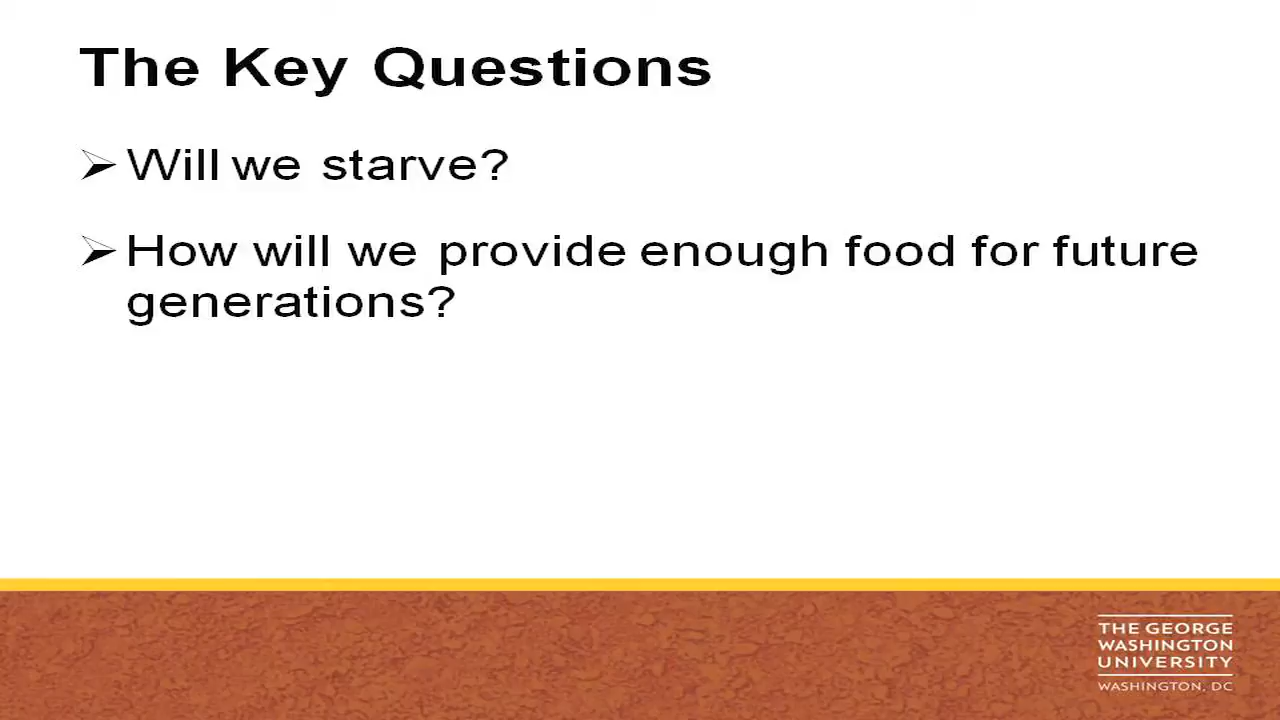 The Key Questions
Will we starve?
How will we provide enough food for future
generations?
THE GEORGE
WASHINGTON
UNIVERSITY
WASHINGTON, DC